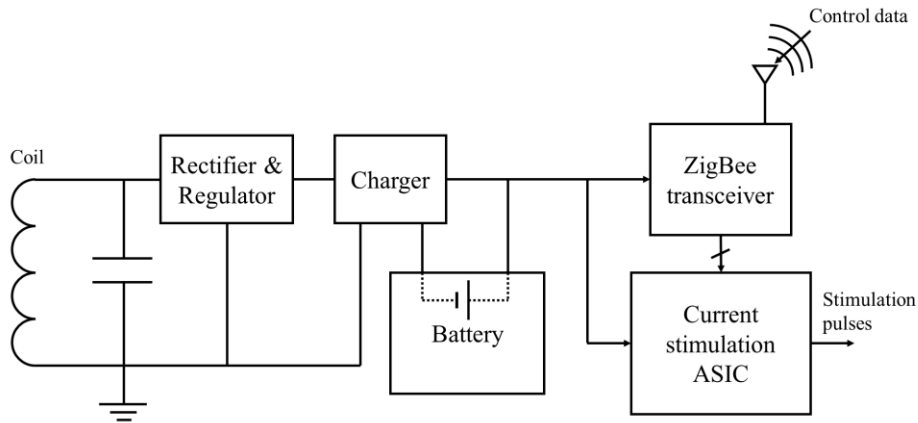 Control data
Coil
Rectifier &
Regulator
Charger
ZigBee
transceiver
Battery
Current
stimulation
ASIC
Stimulation
pulses